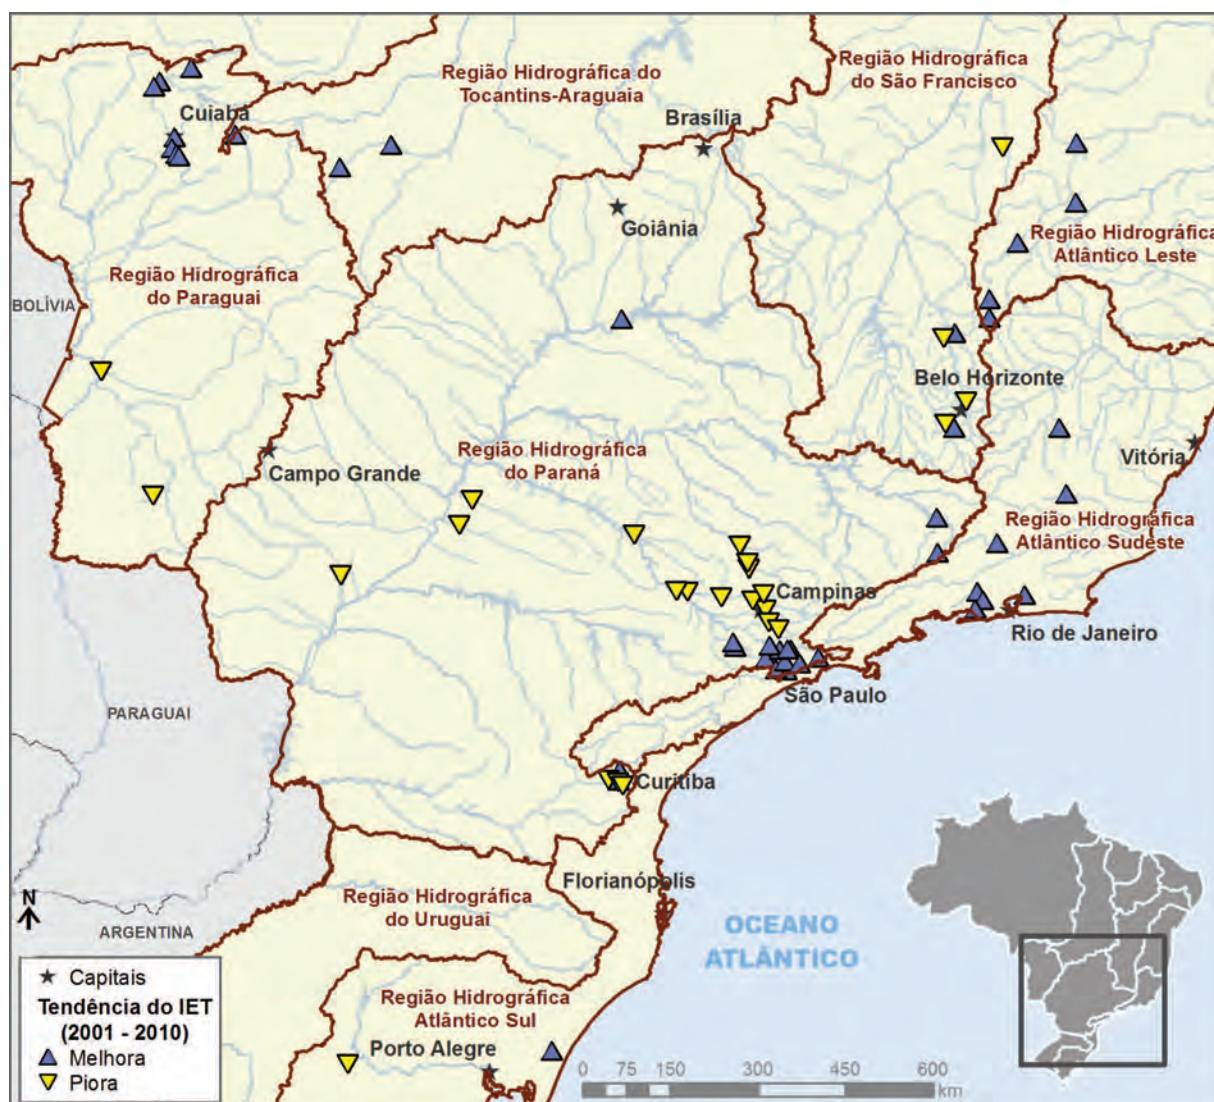 Região Hidrográfica do
Tocantins-Araguaia
Região Hidrográfica
do São Francisco
Cuiabá
Brasília
Goiânia
Região Hidrográfica
Atlântico Leste
Região Hidrográfica
do Paraguai
BOLÍVIA
Belo Horizonte
Região Hidrográfica
do Paraná
Campo Grande
Vitória
Região Hidrográfica
Atlântico Sudeste
Campinas
Rio de Janeiro
São Paulo
PARAGUAI
Curitiba
Florianópolis
Região Hidrográfica
do Uruguai
N
ARGENTINA
OCEANO
ATLÂNTICO
Capitais
Tendência do IET
(2001 - 2010)
Melhora
Piora
Região Hidrográfica
Atlântico Sul
Porto Alegre
0 75 150 300 450 600
km